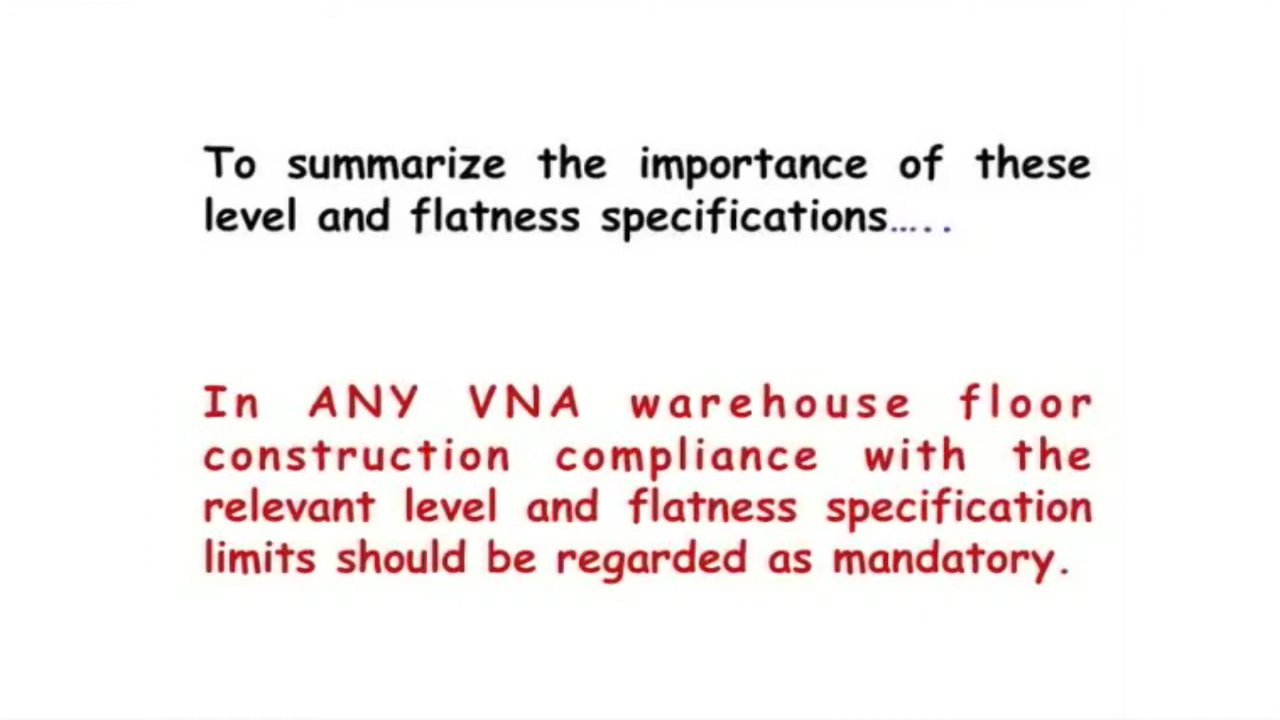 To summarize the importance of these
level and flatness specifications.....
In ANY VNA warehouse floor
construction compliance with the
relevant level and flatness specification
limits should be regarded as mandatory.